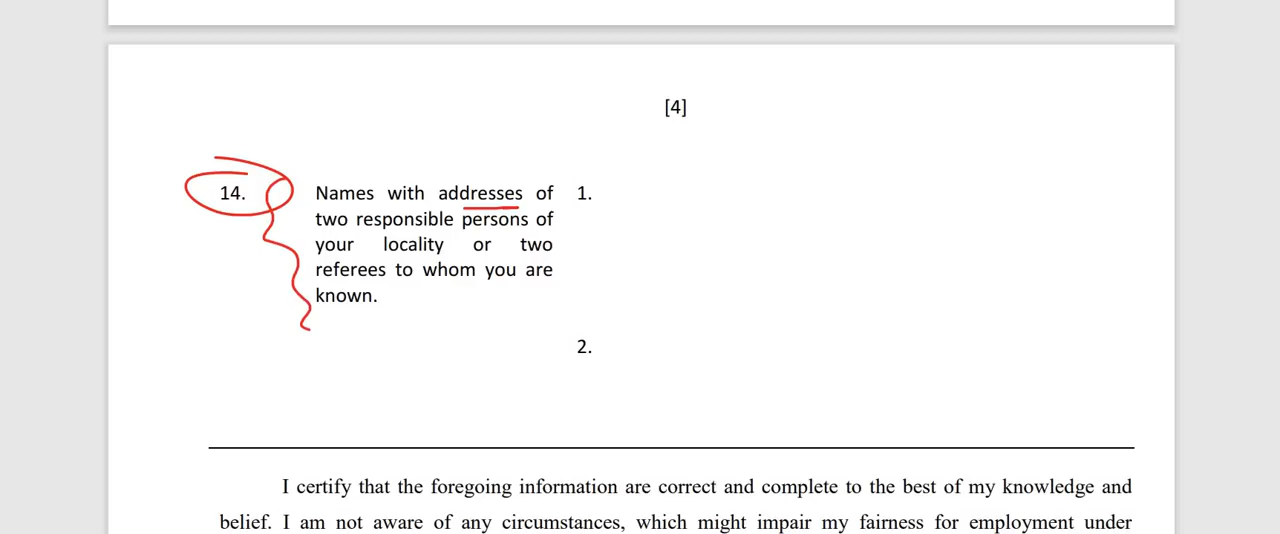 [4]
14. Names with addresses of 1.
two responsible persons of
your locality or two
referees to whom you are
known.
2.
I certify that the foregoing information are correct and complete to the best of my knowledge and
belief. I am not aware of any circumstances, which might impair my fairness for employment under